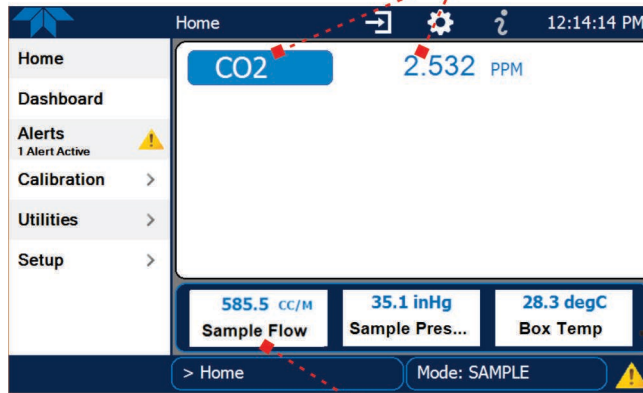 Home
12:14:14 PM
Home
Dashboard
Alerts
1 Alert Active
Calibration
Utilities
Setup
CO2
2.532 PPM
585.5 CC/M
Sample Flow
35.1 inHg
Sample Pres...
28.3 degC
Box Temp
> Home
Mode: SAMPLE